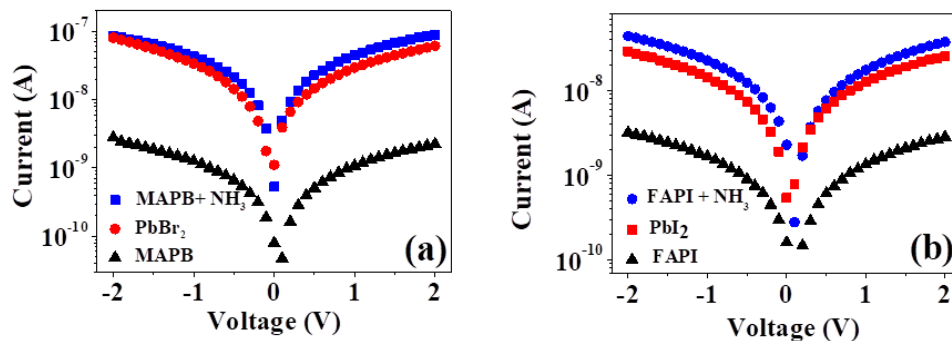 10⁻⁷
10⁻⁸
10⁻⁹
10⁻¹⁰
Current (A)
MAPB+ NH₃
PbBr₂
MAPB
(a)
-2 -1 0 1 2
Voltage (V)
10⁻⁸
10⁻⁹
10⁻¹⁰
Current (A)
FAPI + NH₃
PbI₂
FAPI
(b)
-2 -1 0 1 2
Voltage (V)